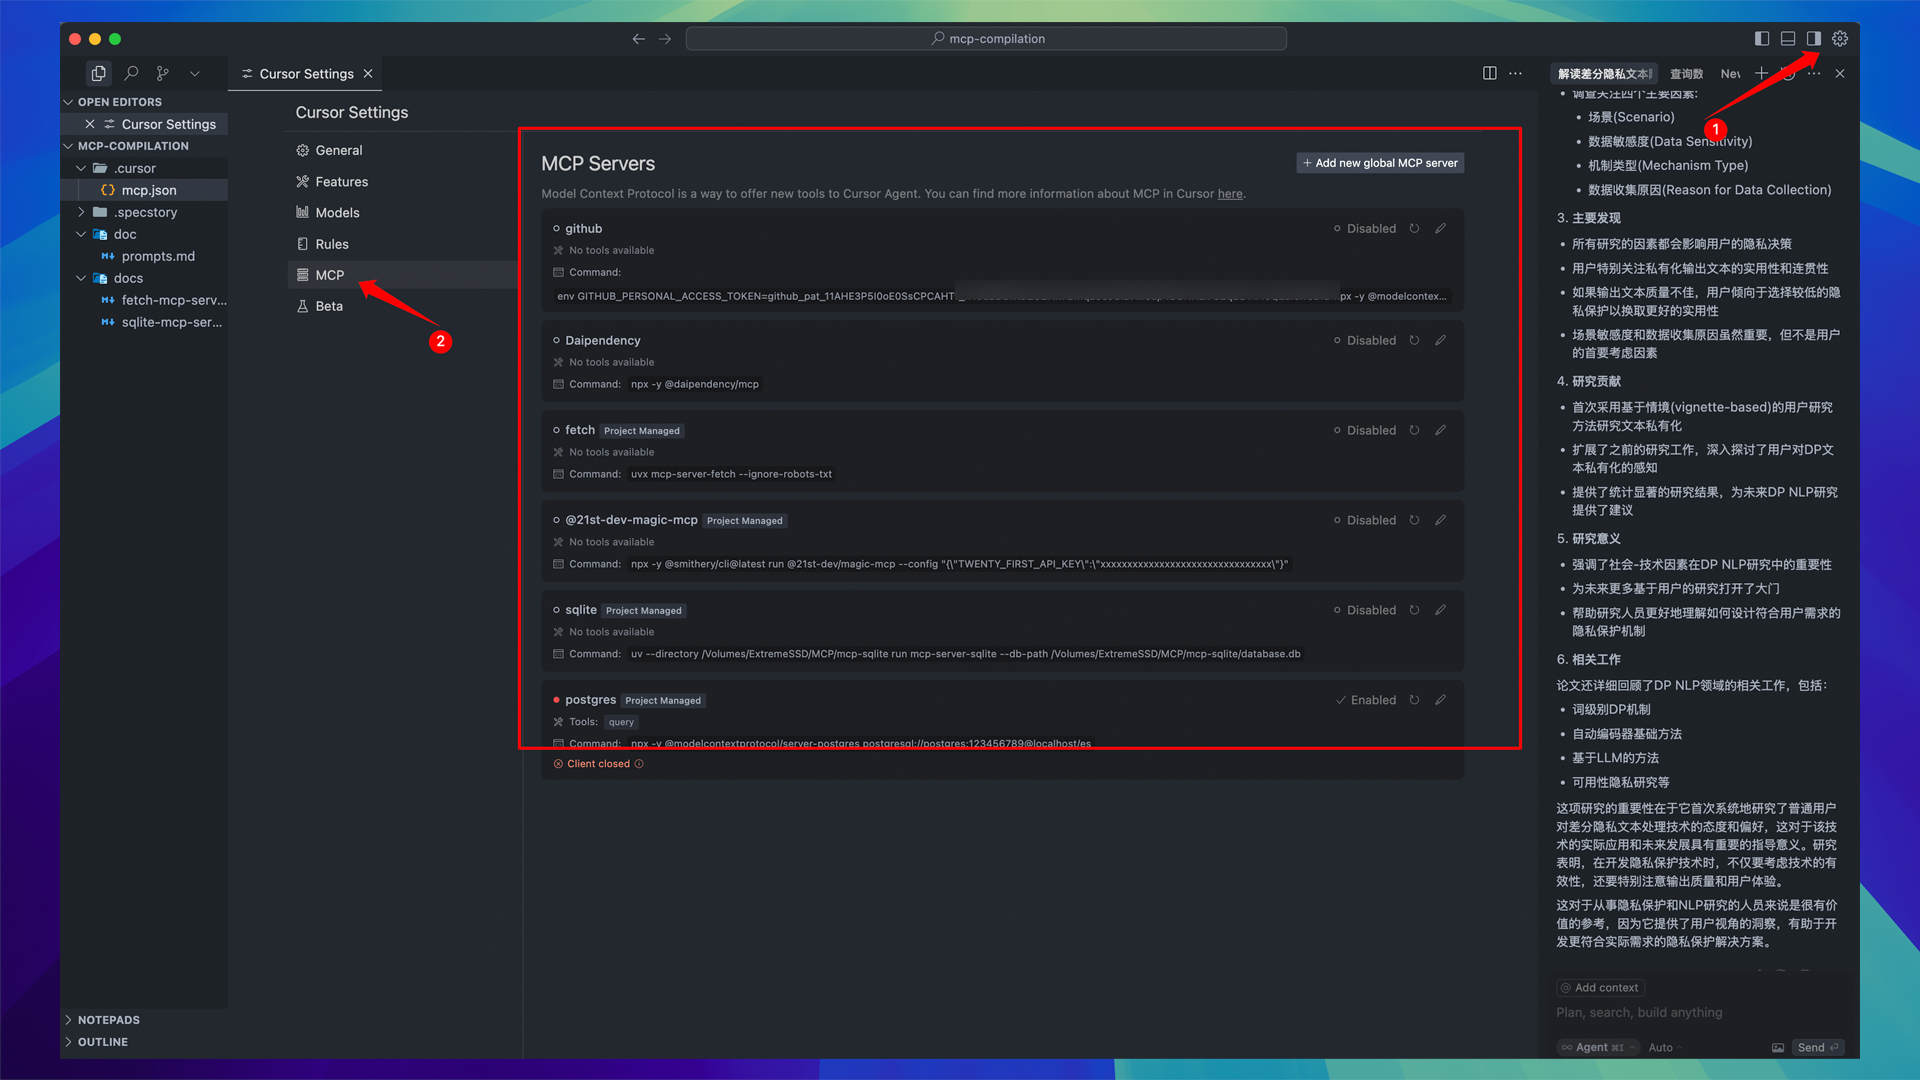 mcp-compilation
Cursor Settings
解读差分隐私文本
查询数
Nev
OPEN EDITORS
Cursor Settings
MCP-COMPILATION
.cursor
mcp.json
.specstory
doc
prompts.md
docs
fetch-mcp-serv...
sqlite-mcp-ser...
NOTEPADS
OUTLINE
Cursor Settings
General
Features
Models
Rules
MCP
Beta
2
MCP Servers
+ Add new global MCP server
Model Context Protocol is a way to offer new tools to Cursor Agent. You can find more information about MCP in Cursor here.
github
Disabled
No tools available
Command:
env GITHUB_PERSONAL_ACCESS_TOKEN=github_pat_11AHE3P5I0oE0SsCPCAHT
px -y @modelcontex...
Daipendency
Disabled
No tools available
Command: npx -y @daipendency/mcp
fetch Project Managed
Disabled
No tools available
Command: uvx mcp-server-fetch --ignore-robots-txt
@21st-dev-magic-mcp Project Managed
Disabled
No tools available
Command: npx -y @smithery/cli@latest run @21st-dev/magic-mcp --config "{\"TWENTY_FIRST_API_KEY\":\"xxxxxxxxxxxxxxxxxxxxxxxxxxxxxxxx\"}"
sqlite Project Managed
Disabled
No tools available
Command: uv --directory /Volumes/ExtremeSSD/MCP/mcp-sqlite run mcp-server-sqlite --db-path /Volumes/ExtremeSSD/MCP/mcp-sqlite/database.db
postgres Project Managed
Enabled
Tools: query
Command: npx -y @modelcontextprotocol/server-postgres postgresql://postgres:123456789@localhost/es
Client closed
1
• 调查关注四个主要因素:
• 场景(Scenario)
• 数据敏感度(Data Sensitivity)
• 机制类型(Mechanism Type)
• 数据收集原因(Reason for Data Collection)
3. 主要发现
• 所有研究的因素都会影响用户的隐私决策
• 用户特别关注私有化输出文本的实用性和连贯性
• 如果输出文本质量不佳，用户倾向于选择较低的隐
私保护以换取更好的实用性
• 场景敏感度和数据收集原因虽然重要，但不是用户
的首要考虑因素
4. 研究贡献
• 首次采用基于情境(vignette-based)的用户研究
方法研究文本私有化
• 扩展了之前的研究工作，深入探讨了用户对DP文
本私有化的感知
• 提供了统计显著的研究结果，为未来DP NLP研究
提供了建议
5. 研究意义
• 强调了社会-技术因素在DP NLP研究中的重要性
• 为未来更多基于用户的研究打开了大门
• 帮助研究人员更好地理解如何设计符合用户需求的
隐私保护机制
6. 相关工作
论文还详细回顾了DP NLP领域的相关工作，包括：
• 词级别DP机制
• 自动编码器基础方法
• 基于LLM的方法
• 可用性隐私研究等
这项研究的重要性在于它首次系统地研究了普通用户
对差分隐私文本处理技术的态度和偏好，这对于该技
术的实际应用和未来发展具有重要的指导意义。研究
表明，在开发隐私保护技术时，不仅要考虑技术的有
效性，还要特别注意输出质量和用户体验。
这对于从事隐私保护和NLP研究的人员来说是很有价
值的参考，因为它提供了用户视角的洞察，有助于开
发更符合实际需求的隐私保护解决方案。
@ Add context
Plan, search, build anything
∞ Agent ⌘I
Auto
Send